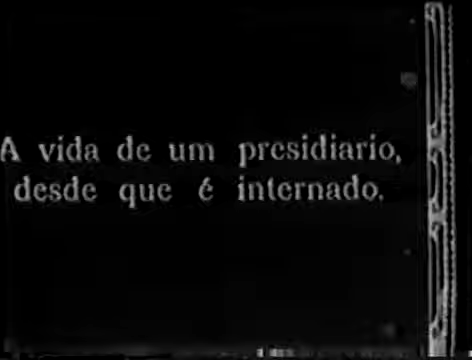 A vida de um presidiario,
desde que é internado.